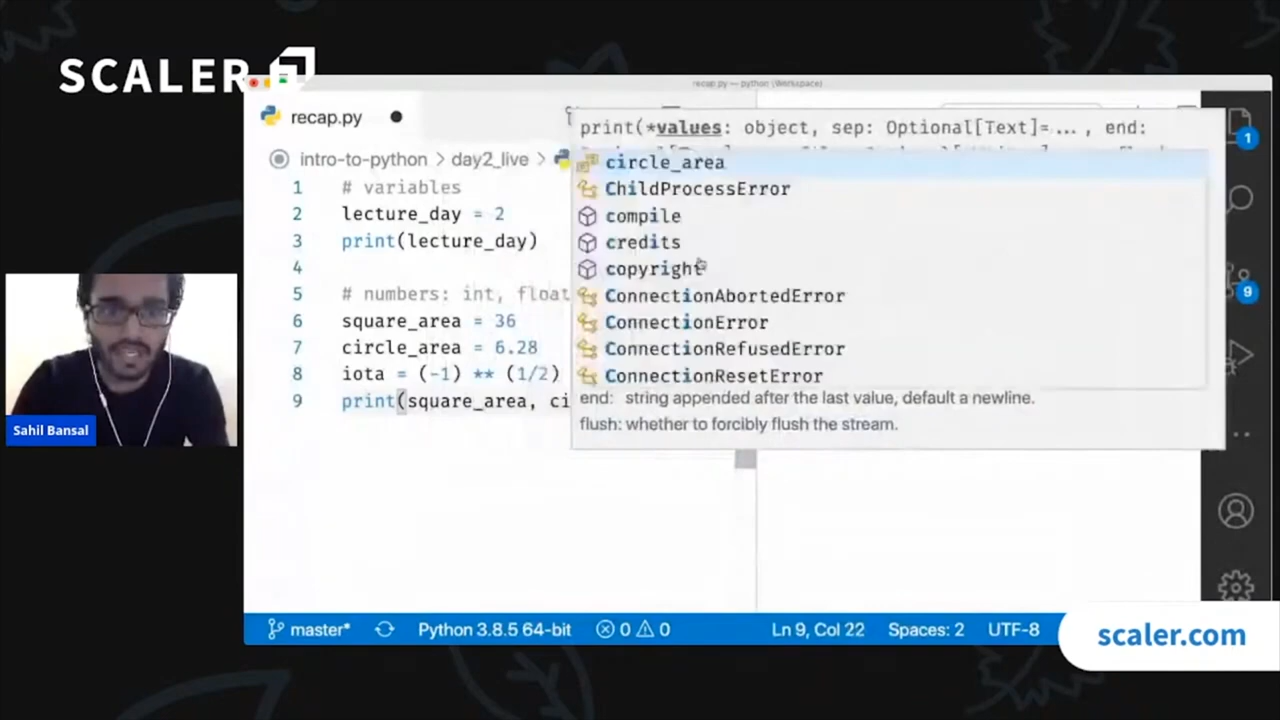 SCALER
recap.py — python (Workspace)
recap.py
intro-to-python > day2_live >
1 # variables
2 lecture_day = 2
3 print(lecture_day)
4
5 # numbers: int, float
6 square_area = 36
7 circle_area = 6.28
8 iota = (-1) ** (1/2)
9 print(square_area, ci
print(*values: object, sep: Optional[Text]=..., end:
circle_area
ChildProcessError
compile
credits
copyright
ConnectionAbortedError
ConnectionError
ConnectionRefusedError
ConnectionResetError
end: string appended after the last value, default a newline.
flush: whether to forcibly flush the stream.
1
9
Sahil Bansal
master* Python 3.8.5 64-bit 0 0 Ln 9, Col 22 Spaces: 2 UTF-8
scaler.com